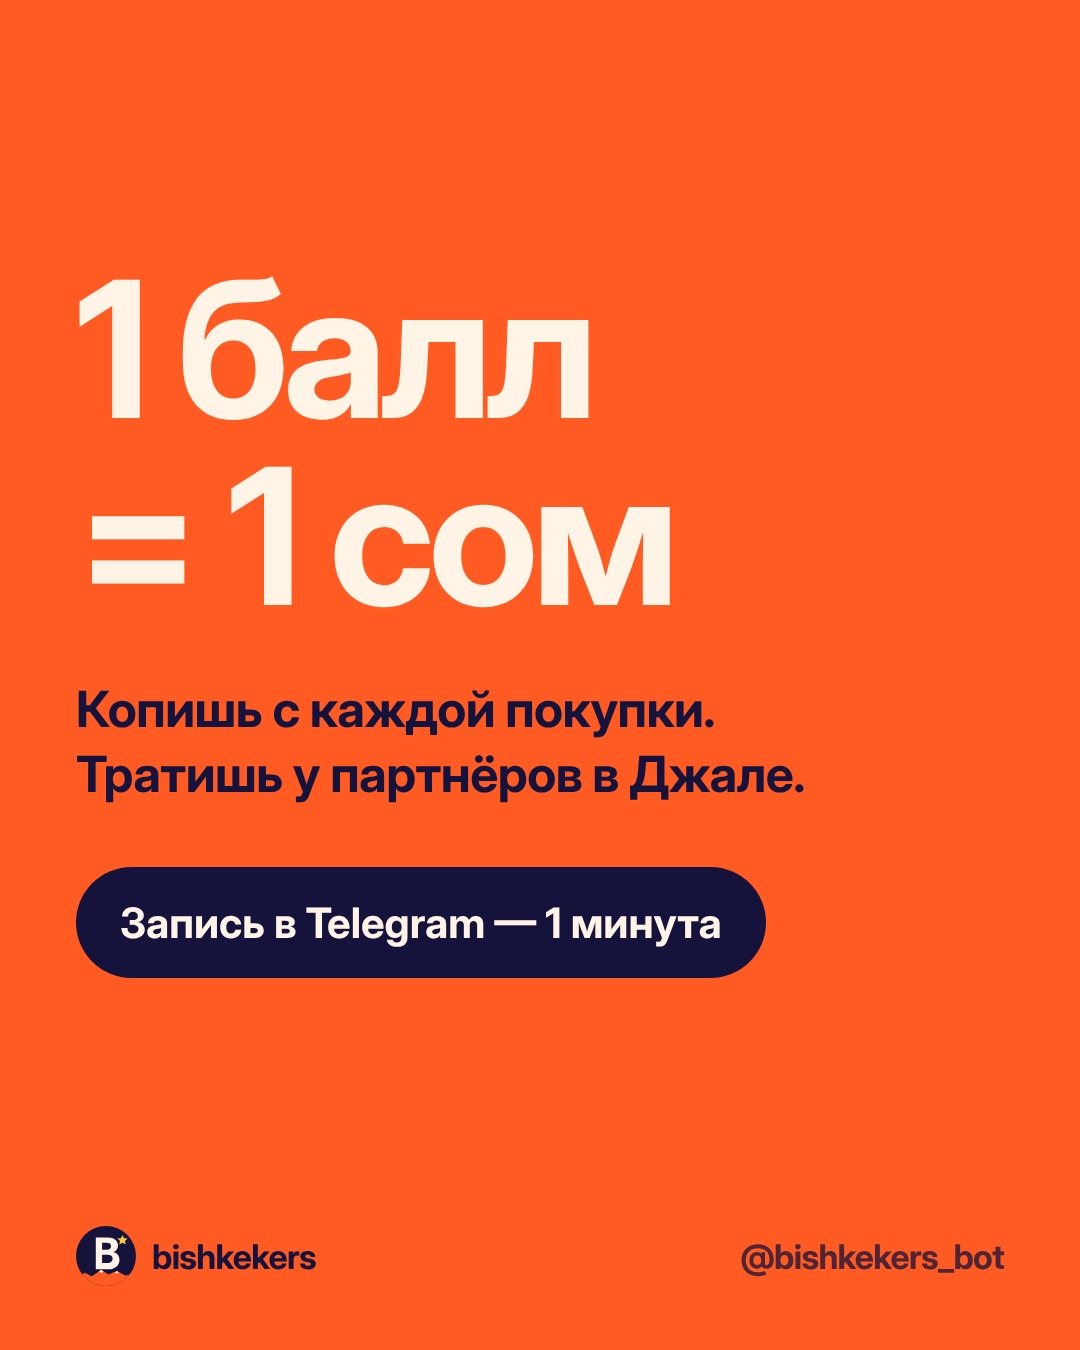 1 балл
= 1 сом
Копишь с каждой покупки.
Тратишь у партнёров в Джале.
Запись в Telegram — 1 минута
B
bishkekers
@bishkekers_bot